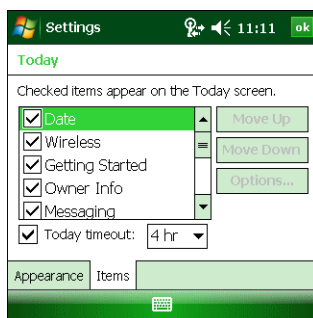 Settings 11:11 ok
Today
Checked items appear on the Today screen.
Date
Wireless
Getting Started
Owner Info
Messaging
Move Up
Move Down
Options...
Today timeout: 4 hr
Appearance Items